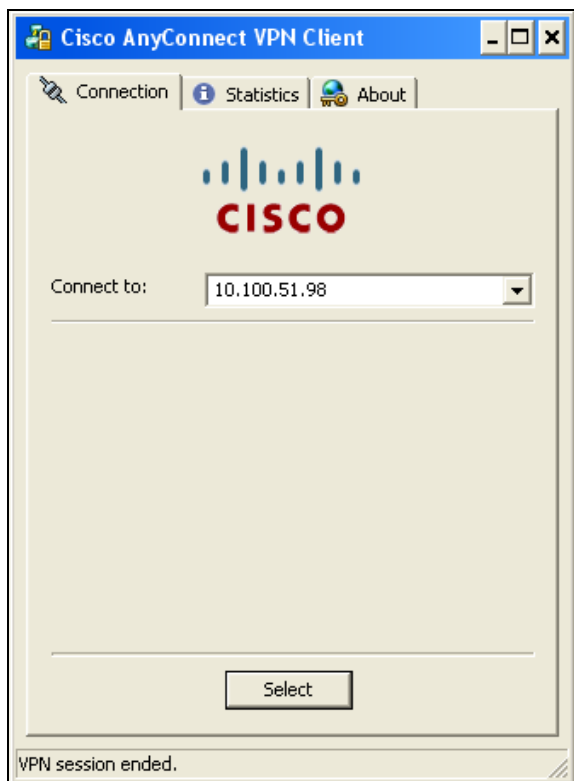 Cisco AnyConnect VPN Client
Connection Statistics About
CISCO
Connect to: 10.100.51.98
Select
VPN session ended.